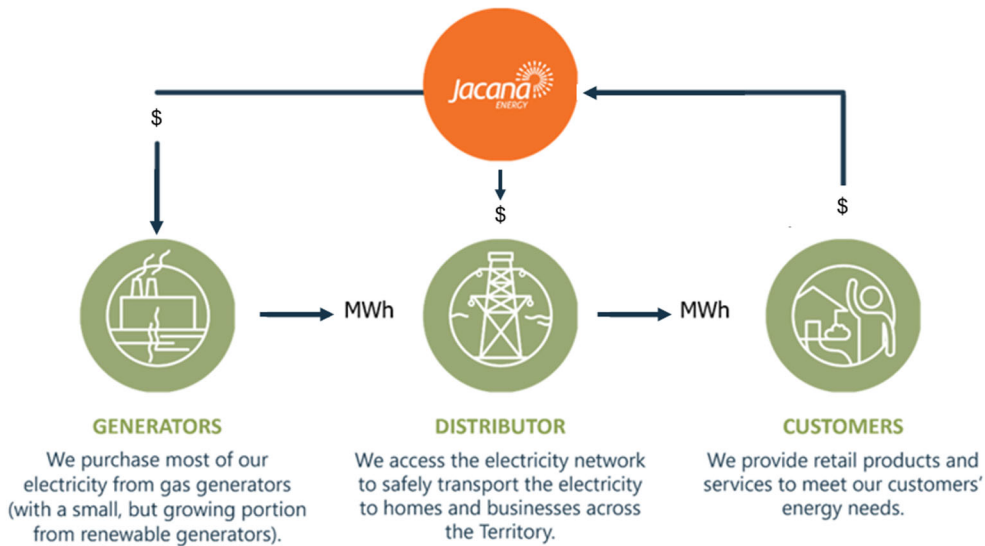 Jacana
ENERGY
$
$
$
MWh
MWh
GENERATORS
We purchase most of our
electricity from gas generators
(with a small, but growing portion
from renewable generators).
DISTRIBUTOR
We access the electricity network
to safely transport the electricity
to homes and businesses across
the Territory.
CUSTOMERS
We provide retail products and
services to meet our customers’
energy needs.